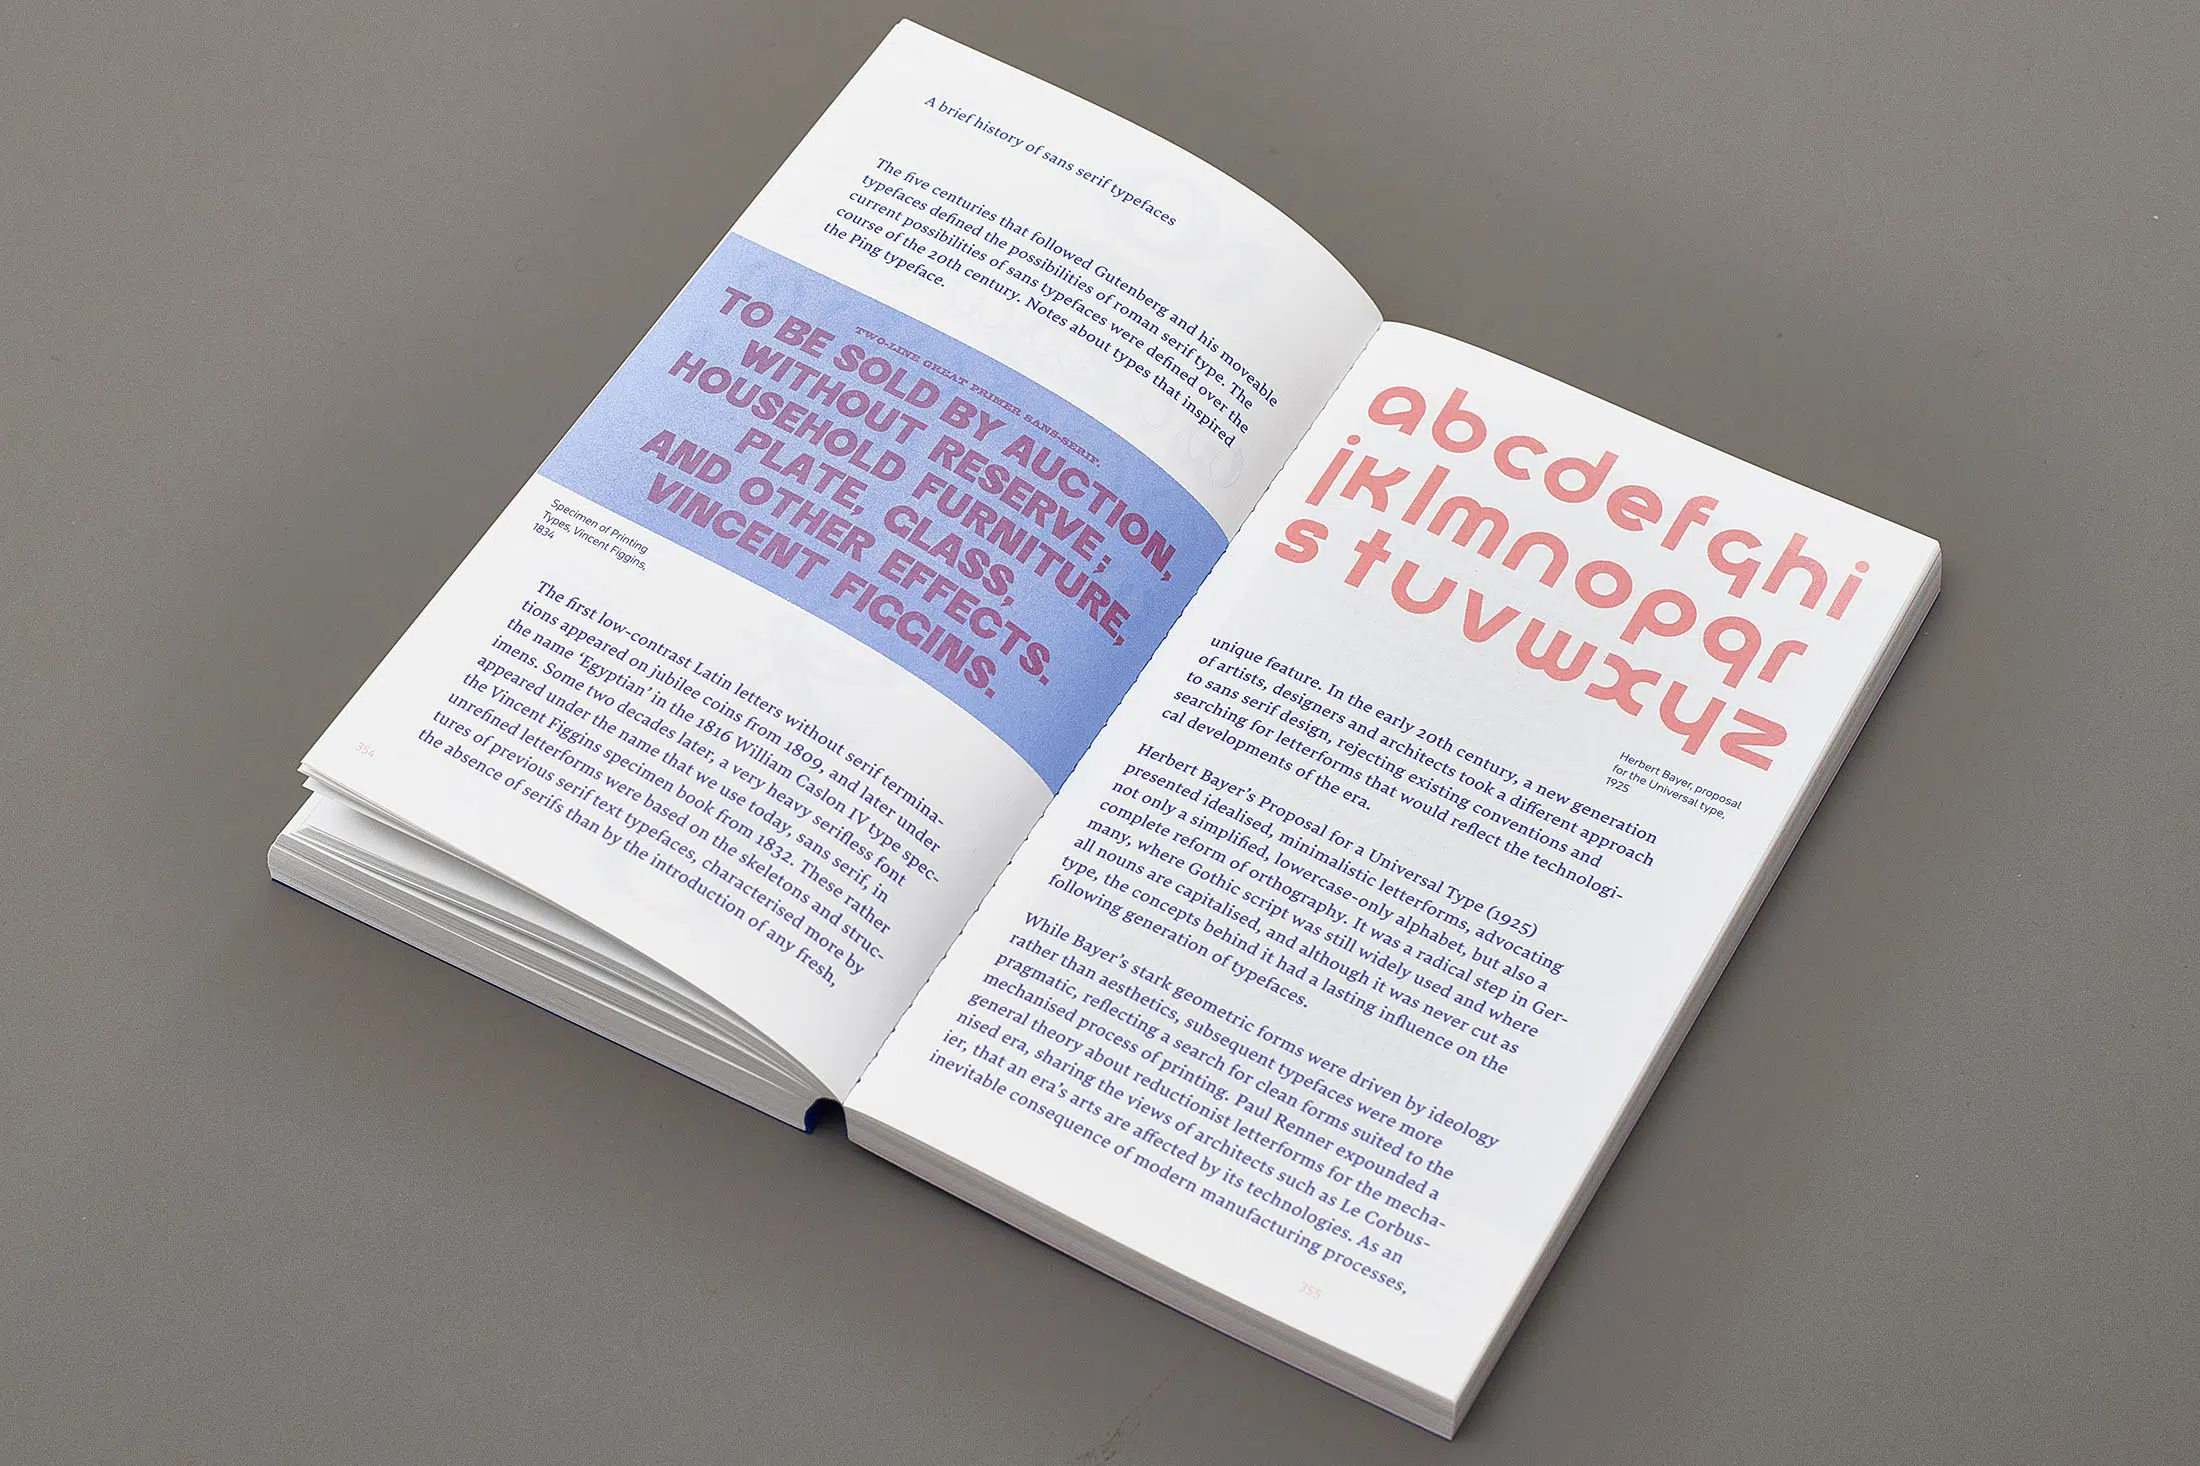 A brief history of sans serif typefaces
The five centuries that followed Gutenberg and his moveable
typefaces defined the possibilities of roman serif type. The
current possibilities of sans typefaces were defined over the
course of the 20th century. Notes about types that inspired
the Ping typeface.
TWO-LINE GREAT PRIMER SANS-SERIF.
TO BE SOLD BY AUCTION,
WITHOUT RESERVE;
HOUSEHOLD FURNITURE,
PLATE, GLASS,
AND OTHER EFFECTS.
VINCENT FIGGINS.
Specimen of Printing
Types, Vincent Figgins,
1834
The first low-contrast Latin letters without serif termina-
tions appeared on jubilee coins from 1809, and later under
the name ‘Egyptian’ in the 1816 William Caslon IV type spec-
imens. Some two decades later, a very heavy serifless font
appeared under the name that we use today, sans serif, in
the Vincent Figgins specimen book from 1832. These rather
unrefined letterforms were based on the skeletons and struc-
tures of previous serif text typefaces, characterised more by
the absence of serifs than by the introduction of any fresh,
354
abcdefghi
jklmnopqr
stuvwxyz
Herbert Bayer, proposal
for the Universal type,
1925
unique feature. In the early 20th century, a new generation
of artists, designers and architects took a different approach
to sans serif design, rejecting existing conventions and
searching for letterforms that would reflect the technologi-
cal developments of the era.
Herbert Bayer’s Proposal for a Universal Type (1925)
presented idealised, minimalistic letterforms, advocating
not only a simplified, lowercase-only alphabet, but also a
complete reform of orthography. It was a radical step in Ger-
many, where Gothic script was still widely used and where
all nouns are capitalised, and although it was never cut as
type, the concepts behind it had a lasting influence on the
following generation of typefaces.
While Bayer’s stark geometric forms were driven by ideology
rather than aesthetics, subsequent typefaces were more
pragmatic, reflecting a search for clean forms suited to the
mechanised process of printing. Paul Renner expounded a
general theory about reductionist letterforms for the mecha-
nised era, sharing the views of architects such as Le Corbus-
ier, that an era’s arts are affected by its technologies. As an
inevitable consequence of modern manufacturing processes,
355